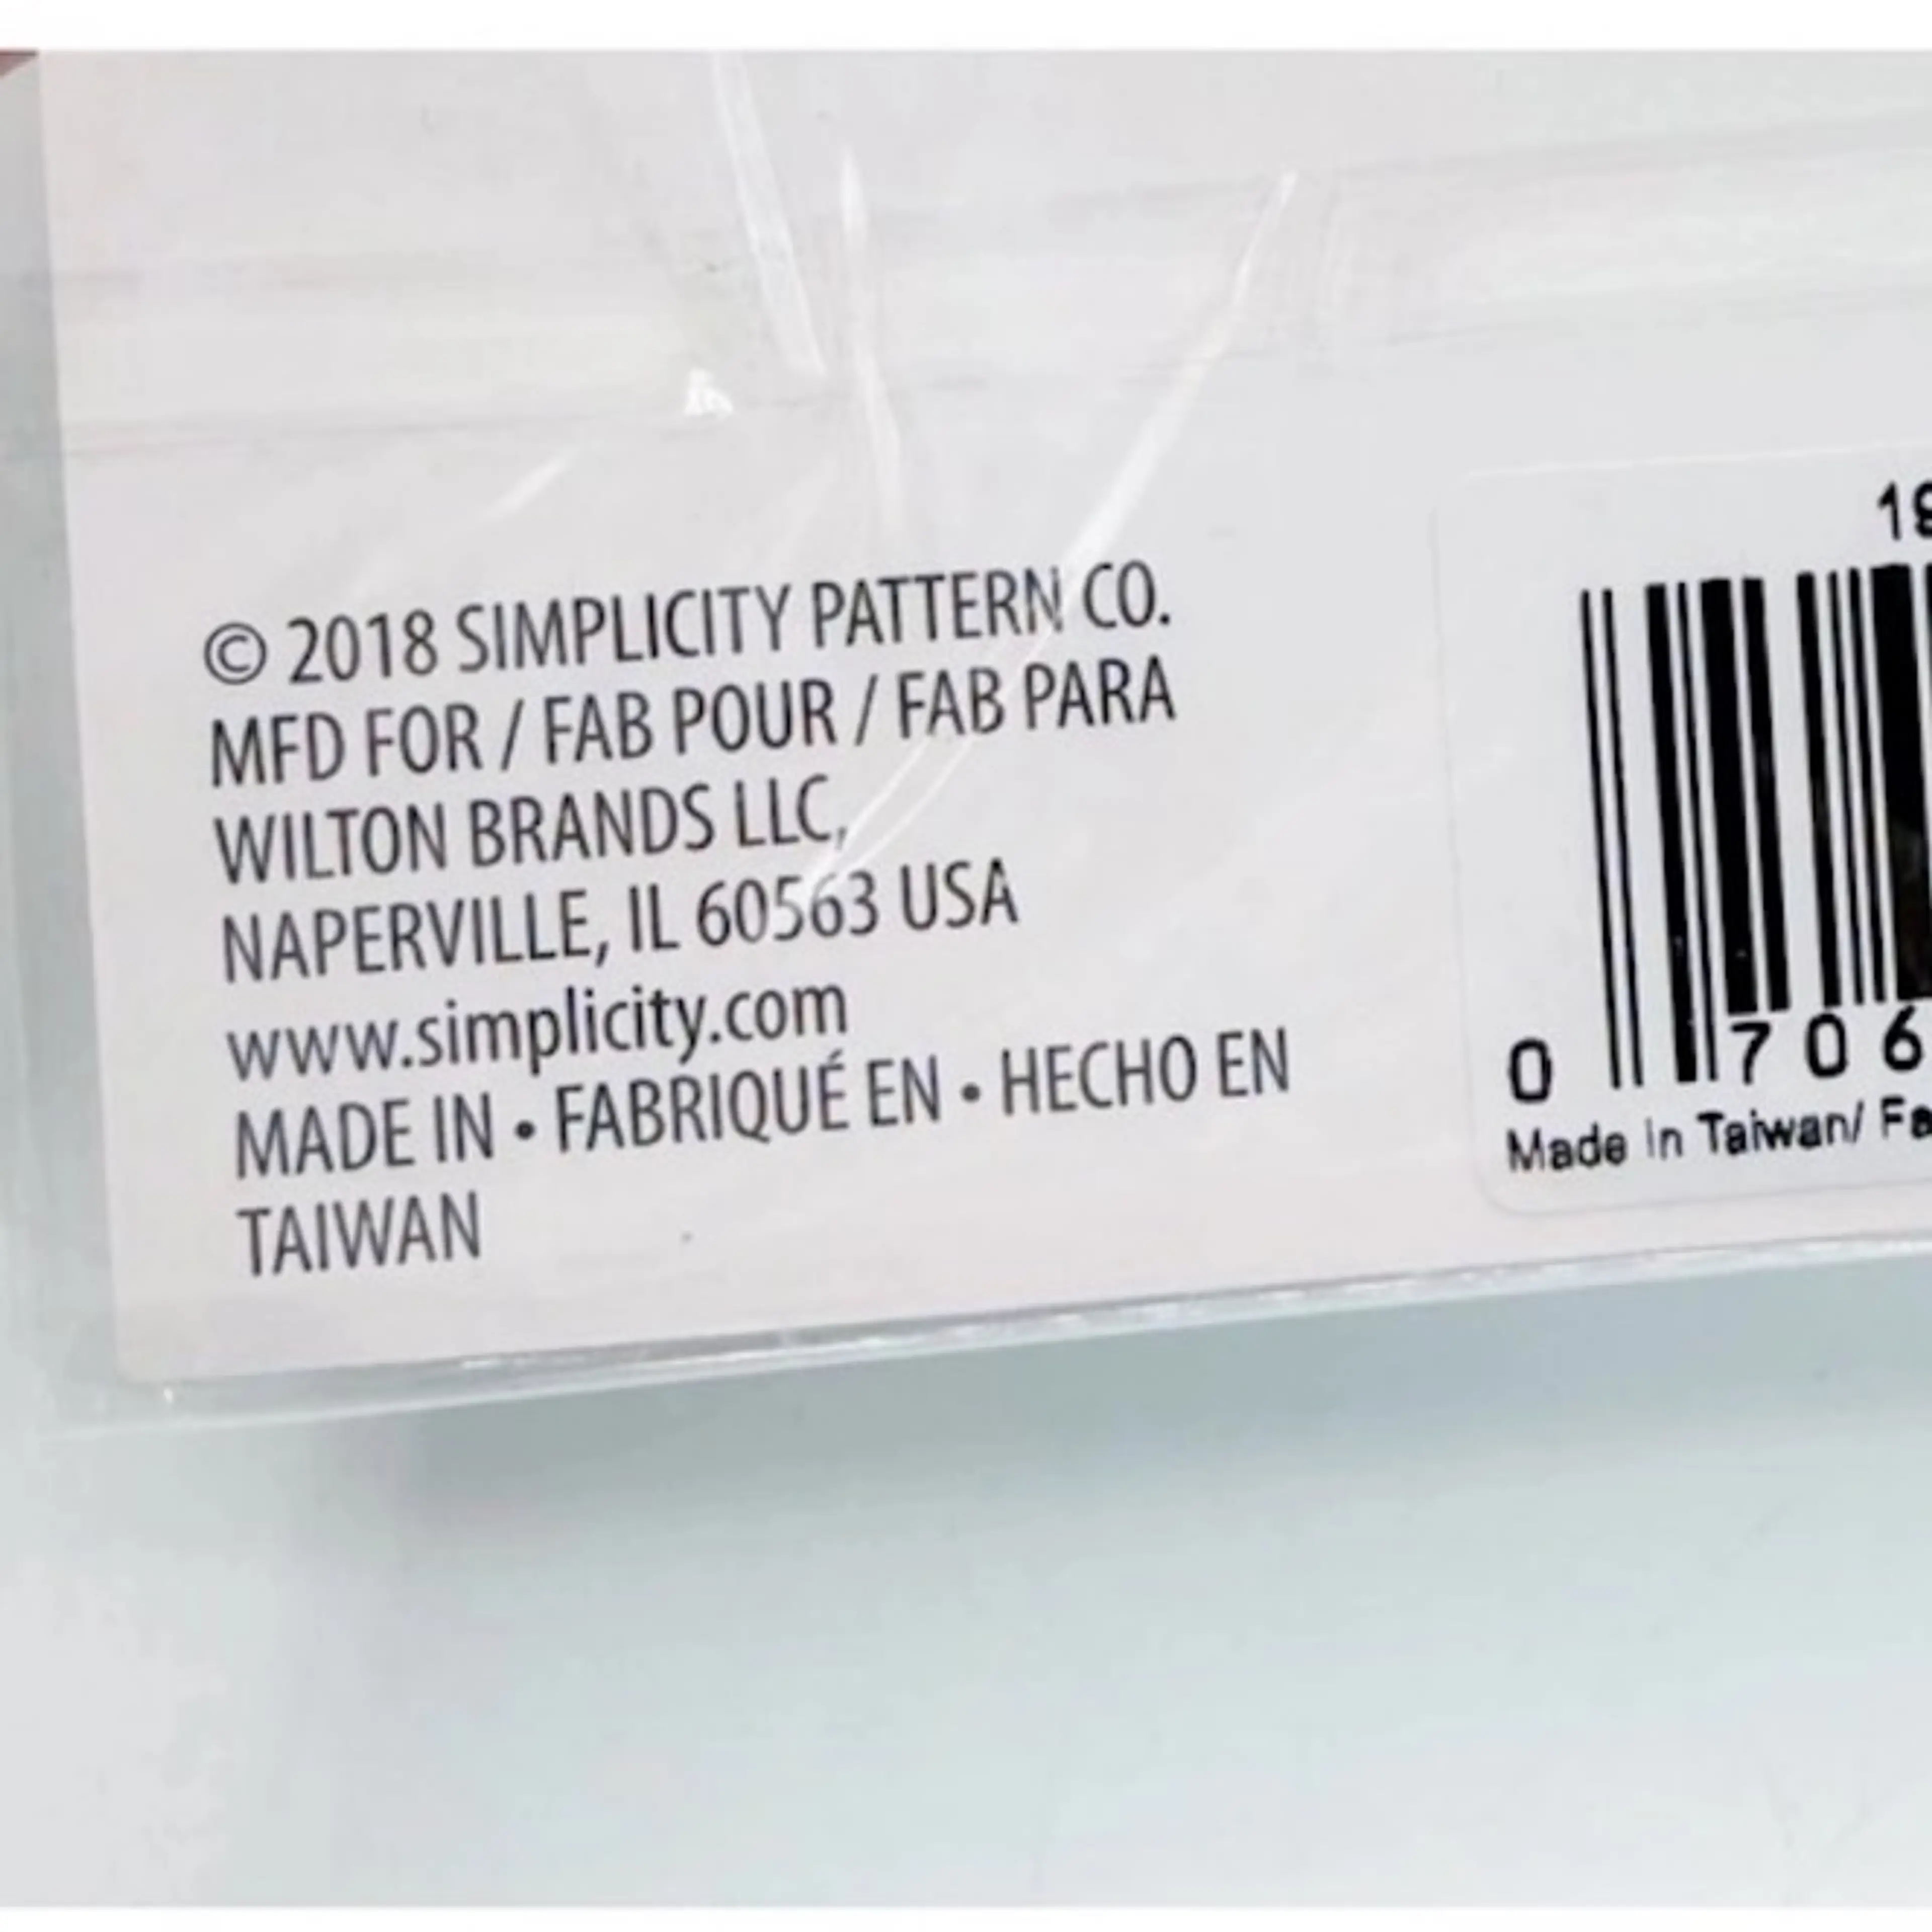 © 2018 SIMPLICITY PATTERN CO.
MFD FOR / FAB POUR / FAB PARA
WILTON BRANDS LLC,
NAPERVILLE, IL 60563 USA
www.simplicity.com
MADE IN • FABRIQUÉ EN • HECHO EN
TAIWAN
0 706
Made in Taiwan/ Fa